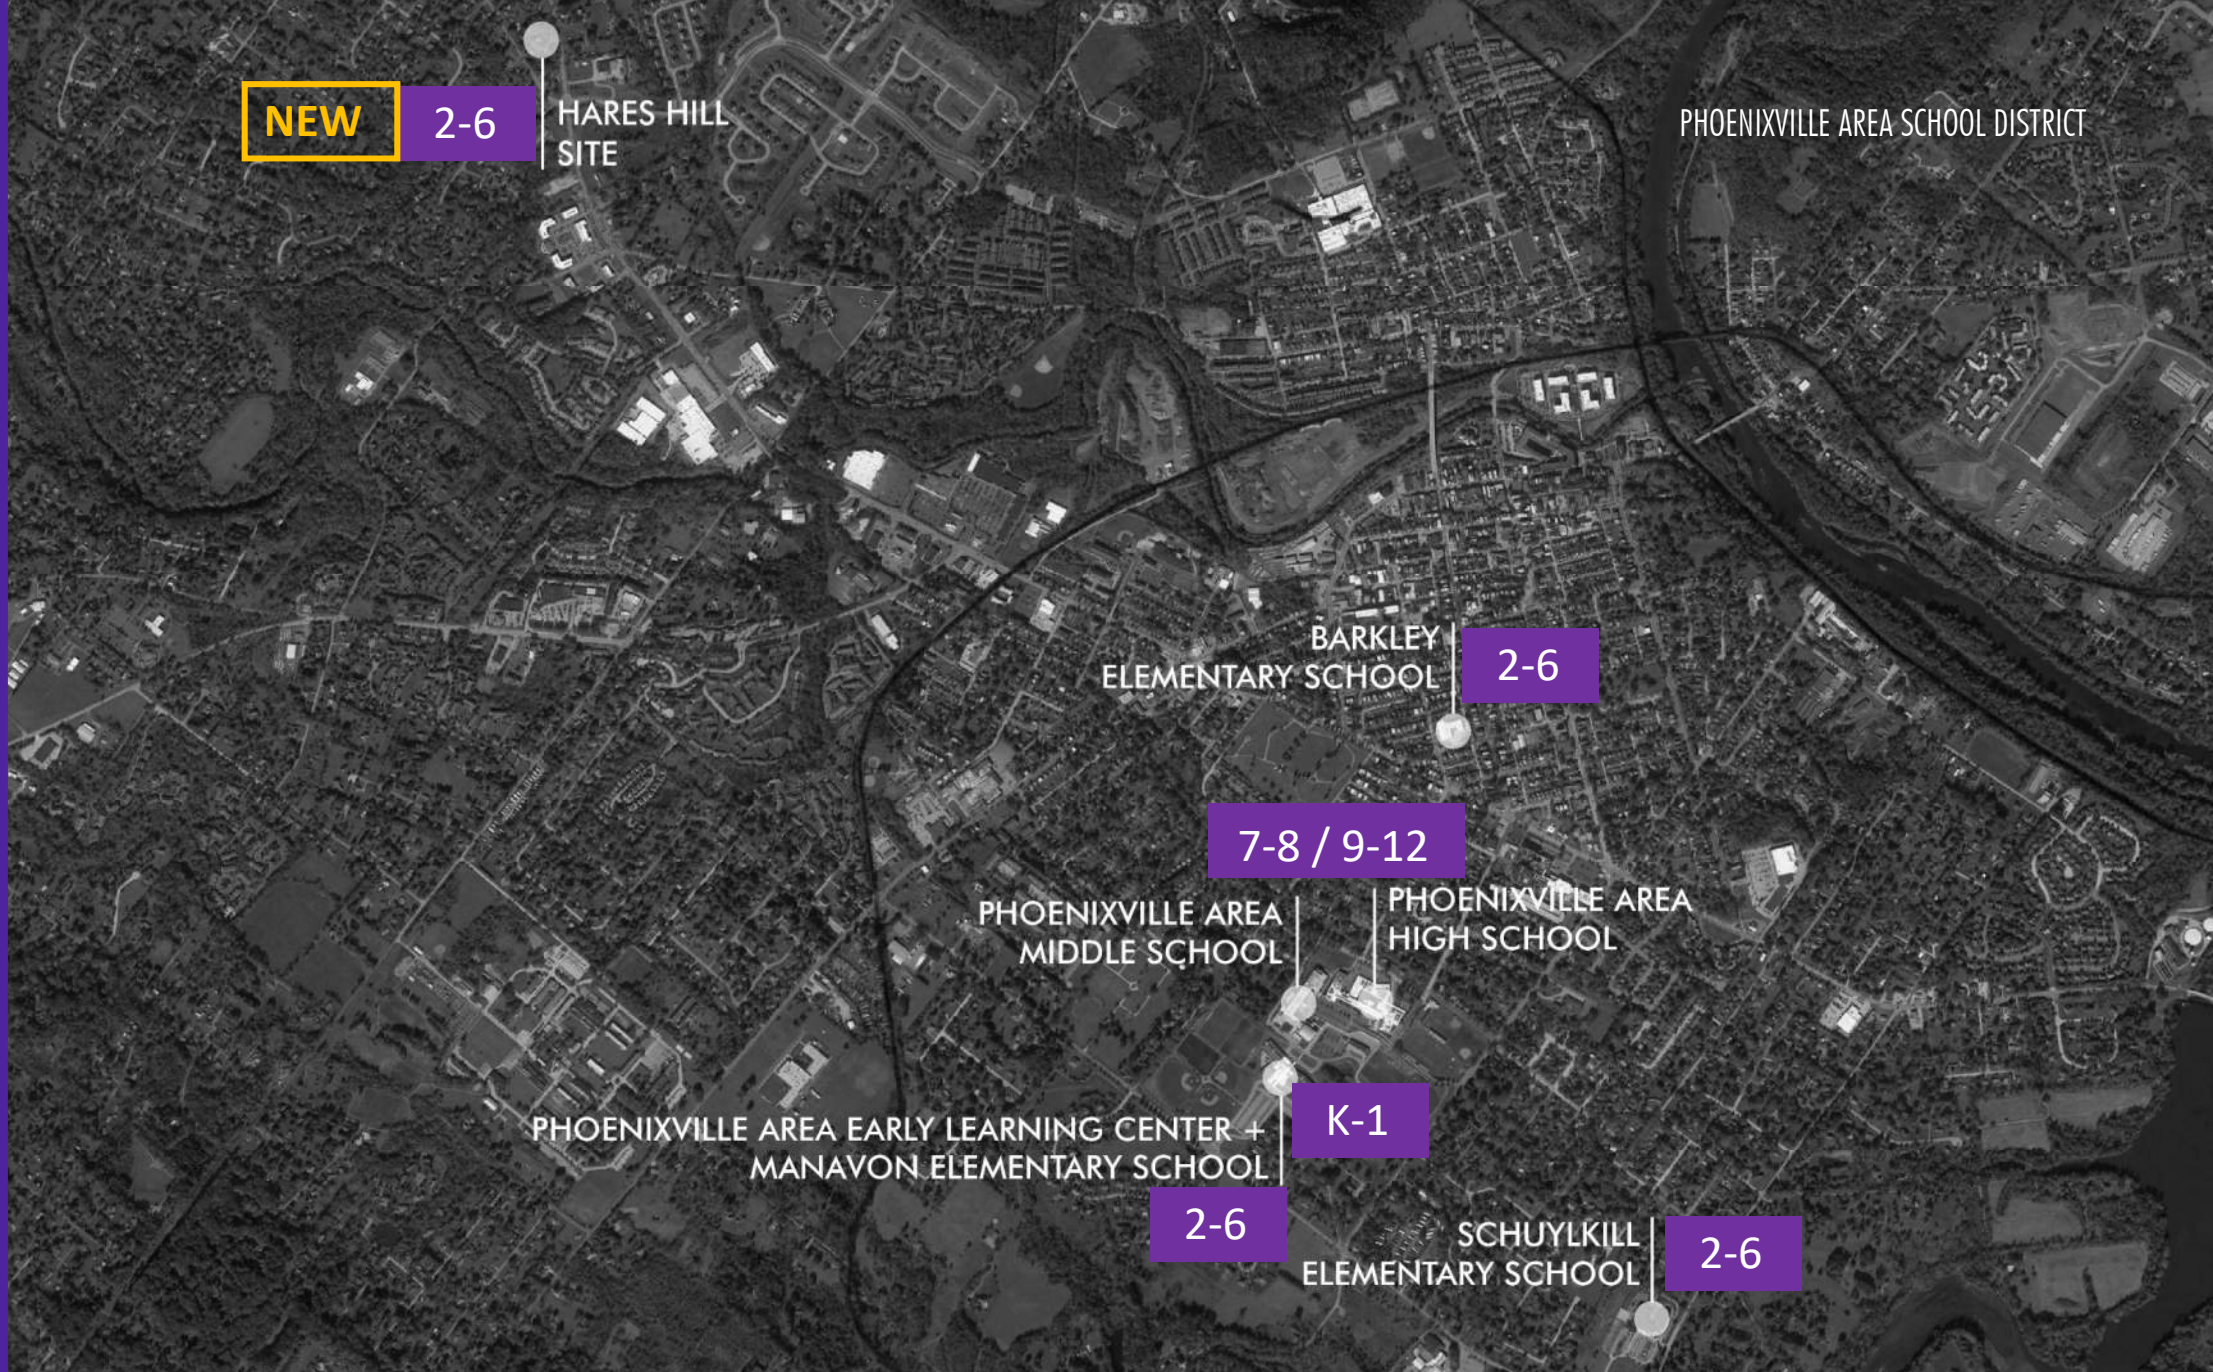 NEW
2-6
HARES HILL
SITE
PHOENIXVILLE AREA SCHOOL DISTRICT
BARKLEY
ELEMENTARY SCHOOL
2-6
7-8 / 9-12
PHOENIXVILLE AREA
MIDDLE SCHOOL
PHOENIXVILLE AREA
HIGH SCHOOL
K-1
PHOENIXVILLE AREA EARLY LEARNING CENTER +
MANAVON ELEMENTARY SCHOOL
2-6
SCHUYLKILL
ELEMENTARY SCHOOL
2-6